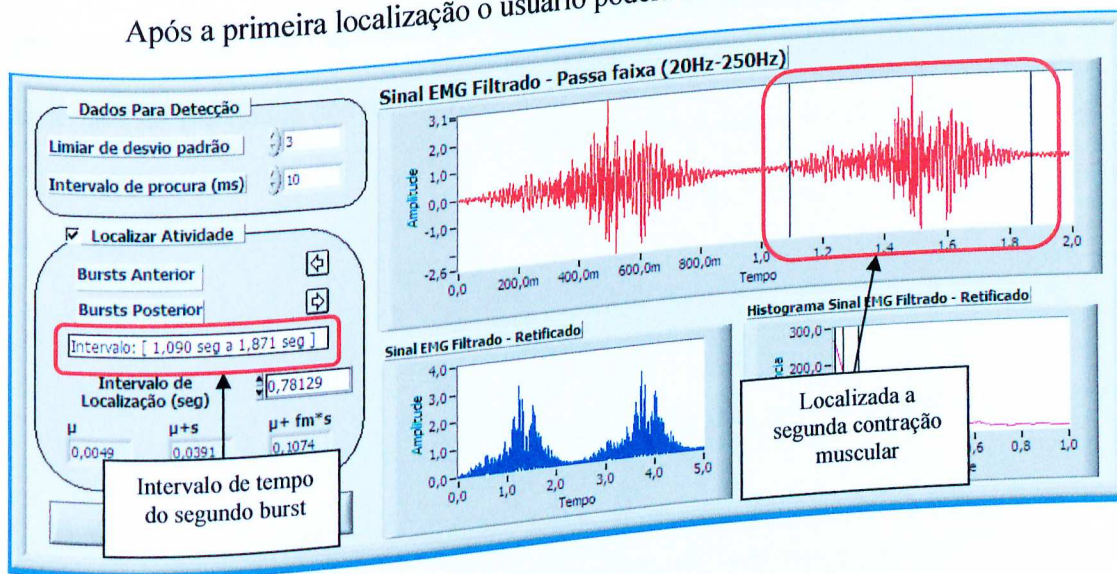 Após a primeira localização o usuário
Dados Para Detecção
Limiar de desvio padrão 3
Intervalo de procura (ms) 10
Localizar Atividade
Bursts Anterior
Bursts Posterior
Intervalo: [ 1,090 seg a 1,871 seg ]
Intervalo de
Localização (seg) 0,78129
µ µ+s µ+ fm*s
0,0049 0,0391 0,1074
Intervalo de tempo
do segundo burst
Sinal EMG Filtrado - Passa faixa (20Hz-250Hz)
Amplitude
3,1
2,0
1,0
0,0
-1,0
-2,6
0,0 200,0m 400,0m 600,0m 800,0m 1,0 1,2 1,4 1,6 1,8 2,0
Tempo
Sinal EMG Filtrado - Retificado
Amplitude
4,0
3,0
2,0
1,0
0,0
0,0 1,0 2,0 3,0 4,0 5,0
Tempo
Histograma Sinal EMG Filtrado - Retificado
300,0
200,0
0,8 1,0
Localizada a
segunda contração
muscular